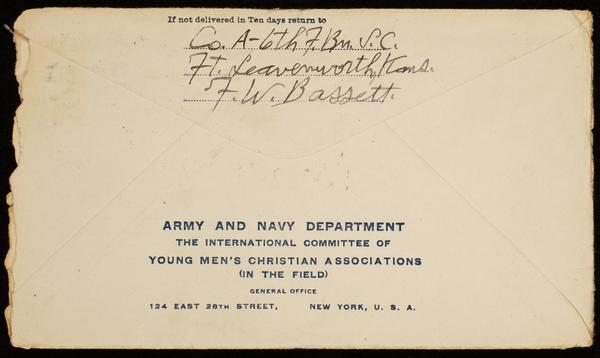 If not delivered in Ten days return to
Co. A-6th F. Bn. S. C.
Ft. Leavenworth, Kans.
F. W. Bassett.
ARMY AND NAVY DEPARTMENT
THE INTERNATIONAL COMMITTEE OF
YOUNG MEN'S CHRISTIAN ASSOCIATIONS
(IN THE FIELD)
GENERAL OFFICE
124 EAST 28TH STREET, NEW YORK, U. S. A.